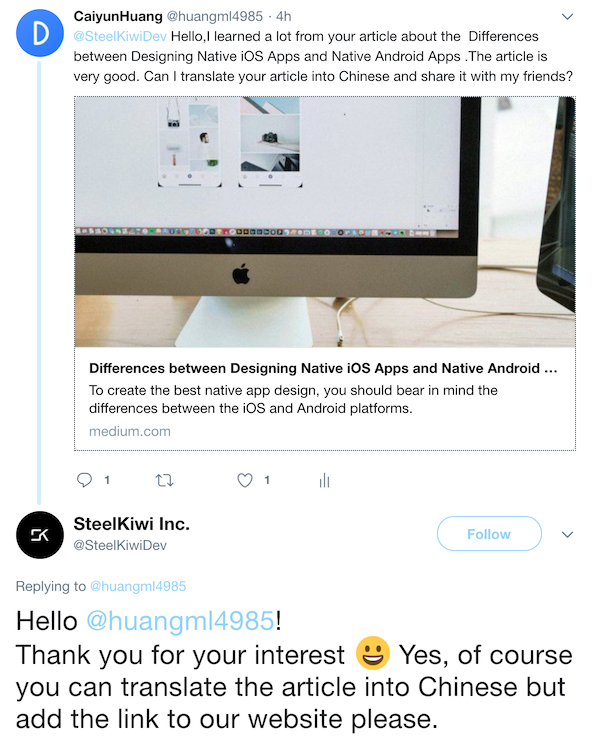 D
CaiyunHuang @huangml4985 · 4h
@SteelKiwiDev Hello,I learned a lot from your article about the Differences
between Designing Native iOS Apps and Native Android Apps .The article is
very good. Can I translate your article into Chinese and share it with my friends?
Differences between Designing Native iOS Apps and Native Android ...
To create the best native app design, you should bear in mind the
differences between the iOS and Android platforms.
medium.com
1 1
SK
SteelKiwi Inc.
@SteelKiwiDev
Follow
Replying to @huangml4985
Hello @huangml4985!
Thank you for your interest 😀 Yes, of course
you can translate the article into Chinese but
add the link to our website please.